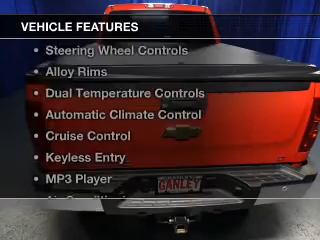 VEHICLE FEATURES
• Steering Wheel Controls
• Alloy Rims
• Dual Temperature Controls
• Automatic Climate Control
• Cruise Control
• Keyless Entry
• MP3 Player
GANLEY